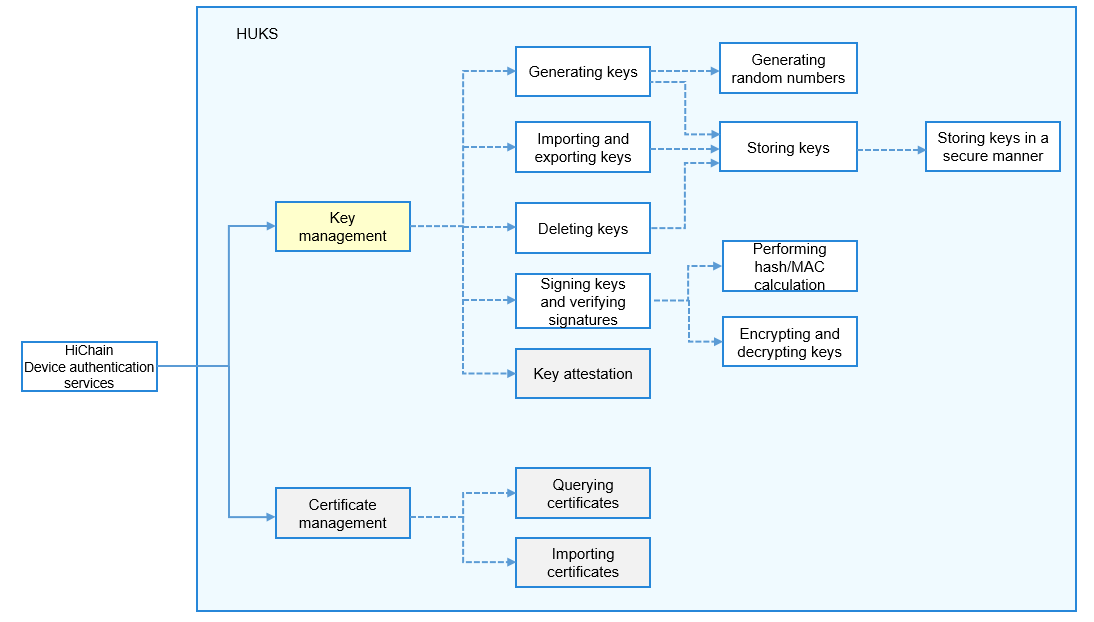 HUKS
Generating keys
Generating
random numbers
Importing and
exporting keys
Storing keys
Storing keys in a
secure manner
Key
management
Deleting keys
Performing
hash/MAC
calculation
Signing keys
and verifying
signatures
Encrypting and
decrypting keys
HiChain
Device authentication
services
Key attestation
Certificate
management
Querying
certificates
Importing
certificates